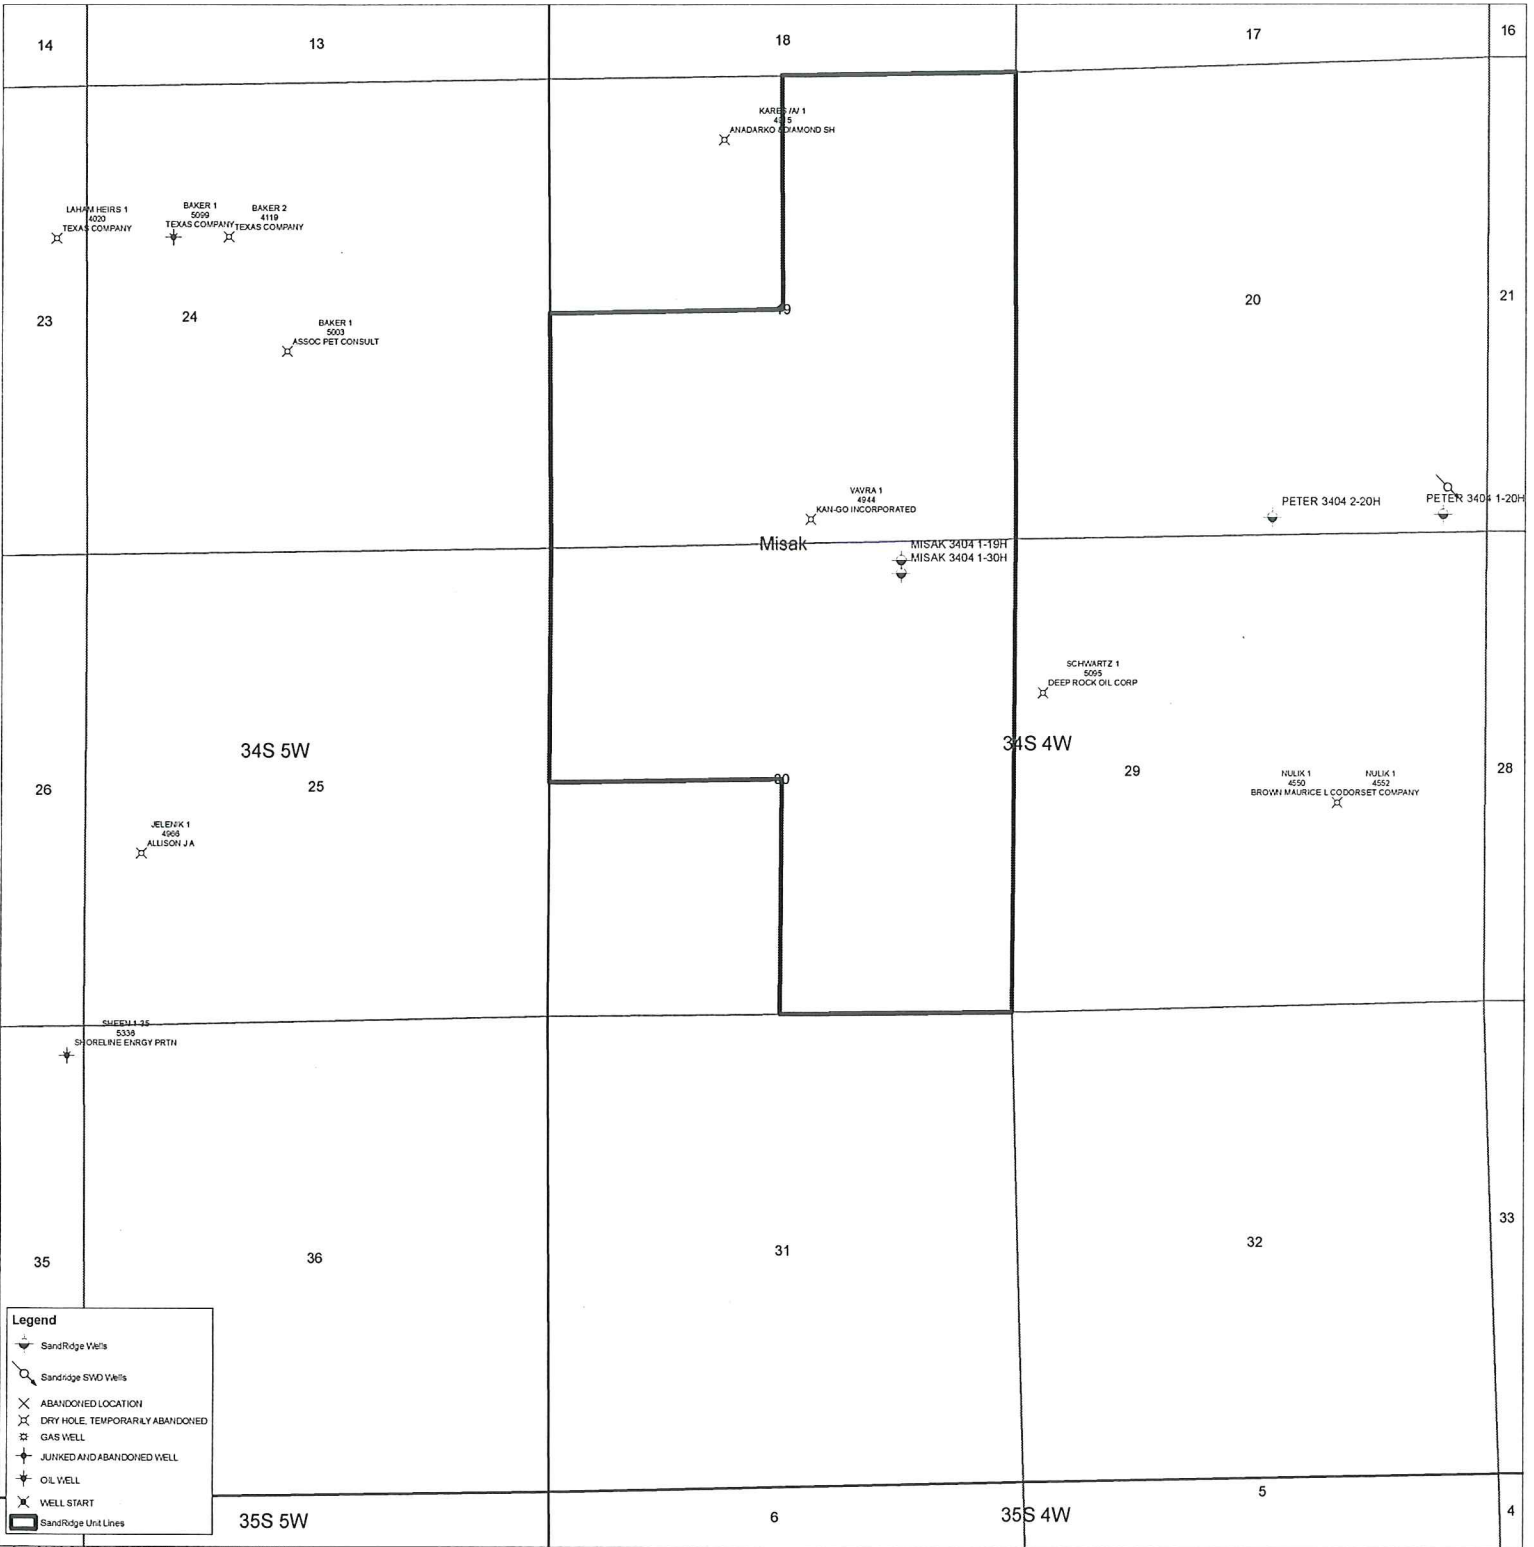 14
13
18
17
16
KARES /A/ 1
ANADARKO & DIAMOND SH
LAHAM HEIRS 1
4020
TEXAS COMPANY
BAKER 1
5099
TEXAS COMPANY
BAKER 2
4119
TEXAS COMPANY
23
24
BAKER 1
5003
ASSOC PET CONSULT
19
20
21
VAVRA 1
4944
KAN-GO INCORPORATED
Misak
MISAK 3404 1-19H
MISAK 3404 1-30H
PETER 3404 2-20H
PETER 3404 1-20H
SCHWARTZ 1
5095
DEEP ROCK OIL CORP
34S 5W
34S 4W
26
25
30
29
28
NULIK 1
4550
BROWN MAURICE L CO
NULIK 1
4552
DORSET COMPANY
JELENIK 1
4966
ALLISON J A
SHEEN 1-35
5336
SHORELINE ENRGY PRTN
35
36
31
32
33
Legend
SandRidge Wells
Sandridge SWD Wells
ABANDONED LOCATION
DRY HOLE, TEMPORARILY ABANDONED
GAS WELL
JUNKED AND ABANDONED WELL
OIL WELL
WELL START
SandRidge Unit Lines
35S 5W
6
35S 4W
5
4